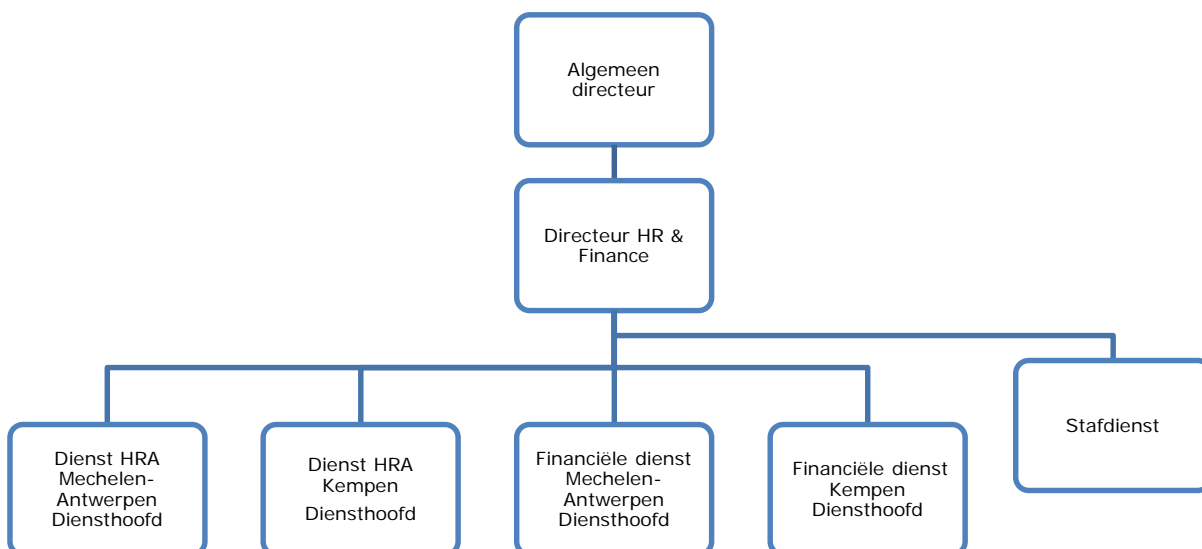 Algemeen
directeur
Directeur HR &
Finance
Stafdienst
Dienst HRA
Mechelen-
Antwerpen
Diensthoofd
Dienst HRA
Kempen
Diensthoofd
Financiële dienst
Mechelen-
Antwerpen
Diensthoofd
Financiële dienst
Kempen
Diensthoofd